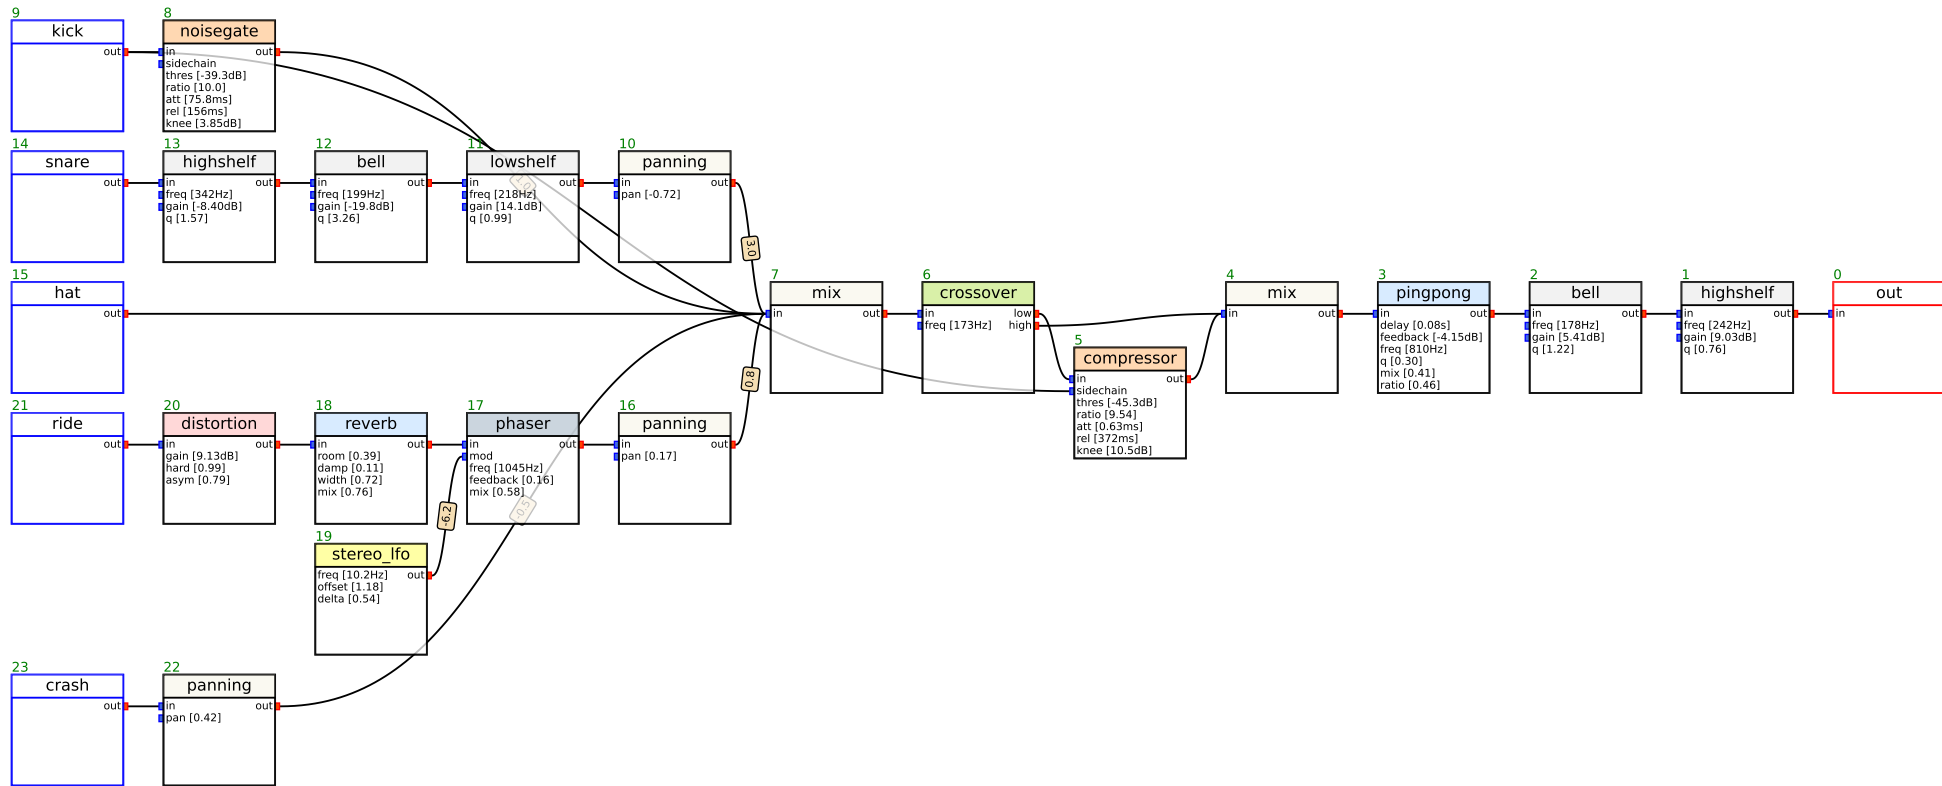 9
kick
out
8
noisegate
in out
sidechain
thres [-39.3dB]
ratio [10.0]
att [75.8ms]
rel [156ms]
knee [3.85dB]
14
snare
out
13
highshelf
in out
freq [342Hz]
gain [-8.40dB]
q [1.57]
12
bell
in out
freq [199Hz]
gain [-19.8dB]
q [3.26]
11
lowshelf
in out
freq [218Hz]
gain [14.1dB]
q [0.99]
10
panning
in out
pan [-0.72]
3.0
15
hat
out
7
mix
in out
6
crossover
in low
freq [173Hz] high
5
compressor
in out
sidechain
thres [-45.3dB]
ratio [9.54]
att [0.63ms]
rel [372ms]
knee [10.5dB]
4
mix
in out
3
pingpong
in out
delay [0.08s]
feedback [-4.15dB]
freq [810Hz]
q [0.30]
mix [0.41]
ratio [0.46]
2
bell
in out
freq [178Hz]
gain [5.41dB]
q [1.22]
1
highshelf
in out
freq [242Hz]
gain [9.03dB]
q [0.76]
0
out
in
0.8
21
ride
out
20
distortion
in out
gain [9.13dB]
hard [0.99]
asym [0.79]
18
reverb
in out
room [0.39]
damp [0.11]
width [0.72]
mix [0.76]
17
phaser
in out
mod
freq [1045Hz]
feedback [0.16]
mix [0.58]
-0.5
16
panning
in out
pan [0.17]
-6.2
19
stereo_lfo
freq [10.2Hz] out
offset [1.18]
delta [0.54]
23
crash
out
22
panning
in out
pan [0.42]